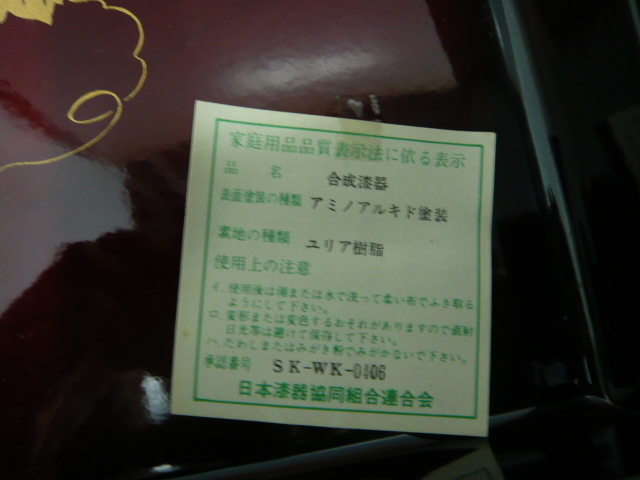 家庭用品品質表示法に依る表示
品名 合成漆器
表面塗装の種類 アミノアルキド塗装
素地の種類 ユリア樹脂
使用上の注意
イ.使用後は湯または水で洗って柔い布でふき取る
ようにして下さい。
ロ.変形または変色するおそれがありますので直射
日光等は避けて保存して下さい。
ハ.たわしまたはみがき粉でみがかないで下さい。
承認番号 SK-WK-0406
日本漆器協同組合連合会